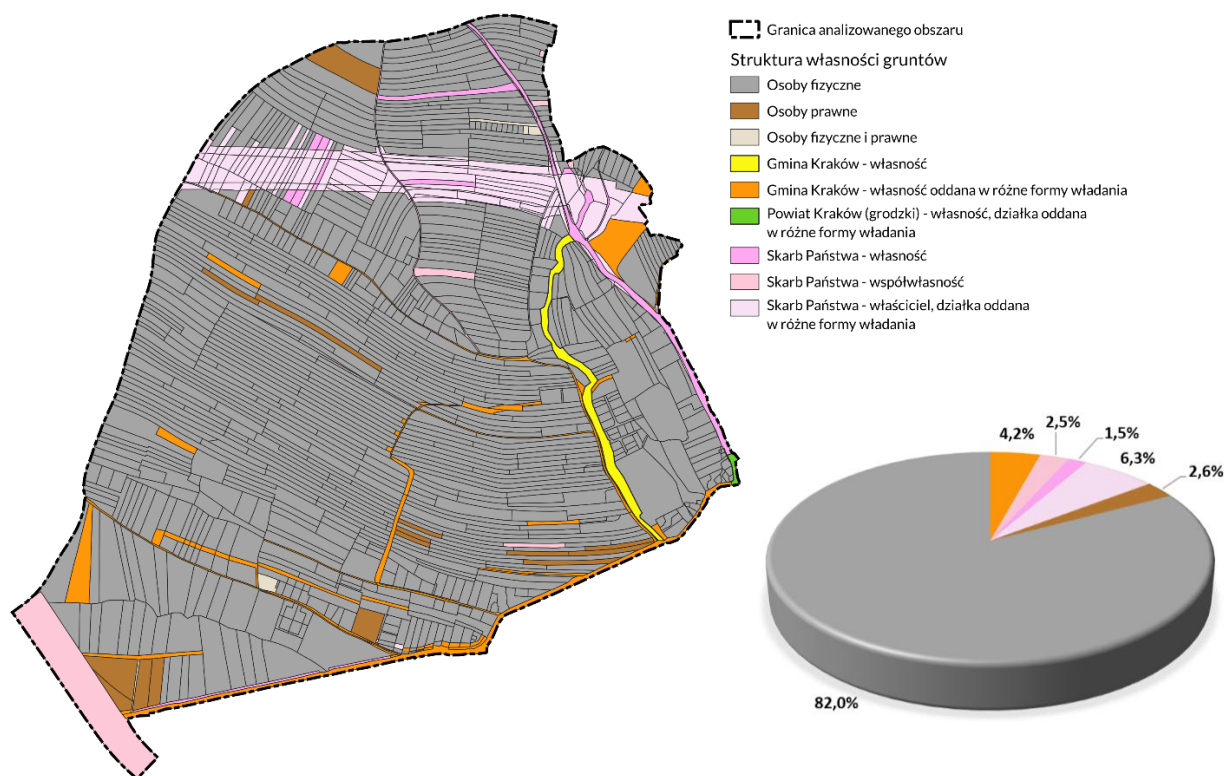 Granica analizowanego obszaru
Struktura własności gruntów
Osoby fizyczne
Osoby prawne
Osoby fizyczne i prawne
Gmina Kraków - własność
Gmina Kraków - własność oddana w różne formy władania
Powiat Kraków (grodzki) - własność, działka oddana
w różne formy władania
Skarb Państwa - własność
Skarb Państwa - współwłasność
Skarb Państwa - właściciel, działka oddana
w różne formy władania
4,2%
2,5%
1,5%
6,3%
2,6%
82,0%